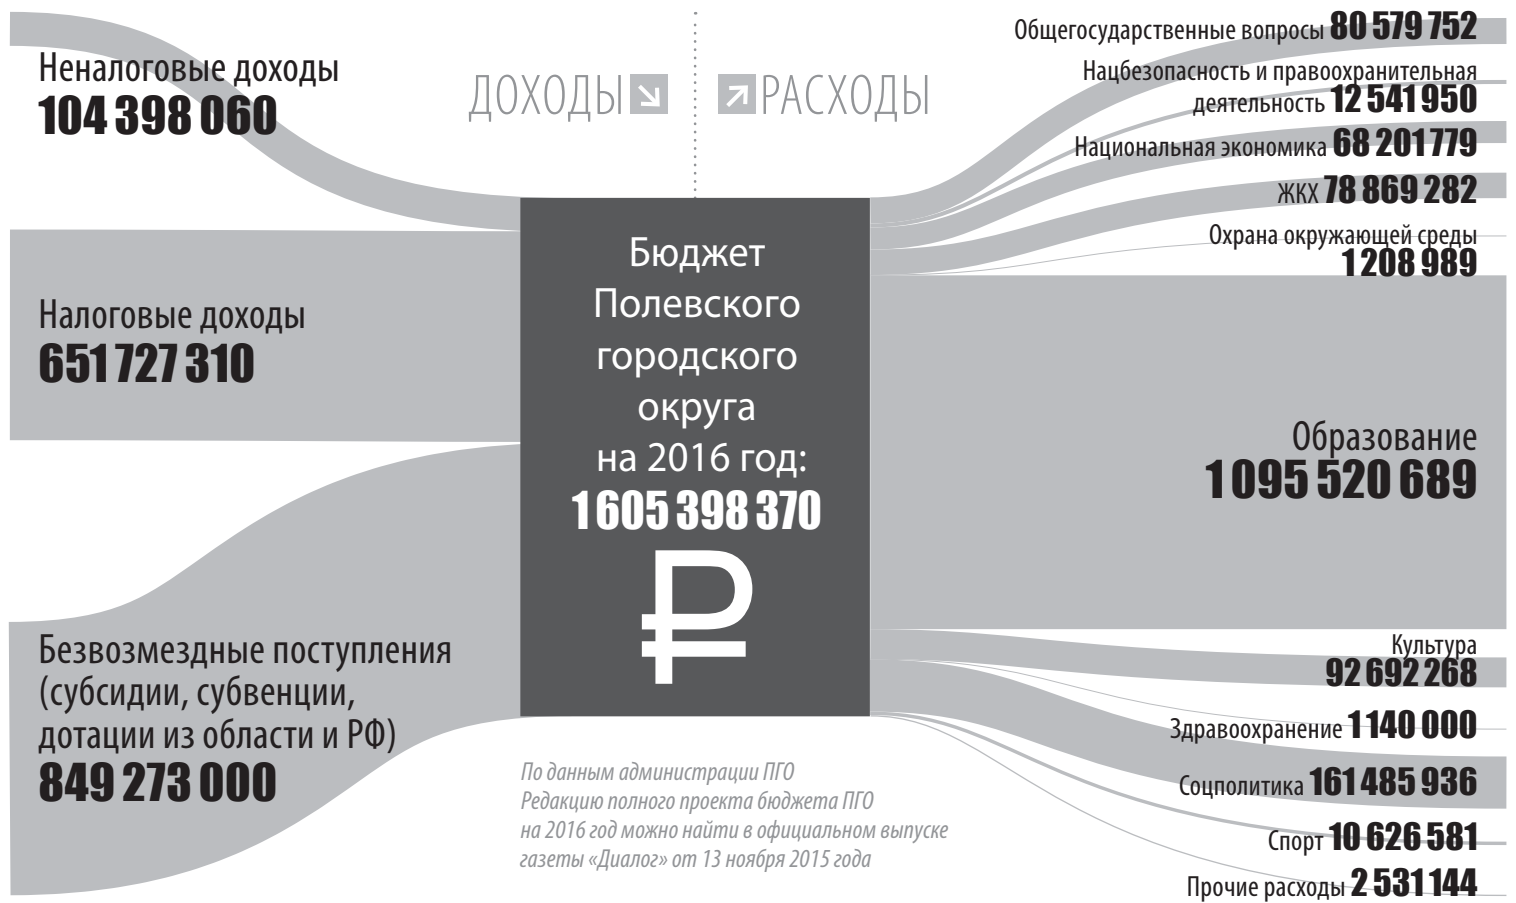 Неналоговые доходы
104 398 060
Налоговые доходы
651 727 310
Безвозмездные поступления
(субсидии, субвенции,
дотации из области и РФ)
849 273 000
ДОХОДЫ
РАСХОДЫ
Бюджет
Полевского
городского
округа
на 2016 год:
1 605 398 370
₽
По данным администрации ПГО
Редакцию полного проекта бюджета ПГО
на 2016 год можно найти в официальном выпуске
газеты «Диалог» от 13 ноября 2015 года
Общегосударственные вопросы 80 579 752
Нацбезопасность и правоохранительная
деятельность 12 541 950
Национальная экономика 68 201 779
ЖКХ 78 869 282
Охрана окружающей среды
1 208 989
Образование
1 095 520 689
Культура
92 692 268
Здравоохранение 1 140 000
Соцполитика 161 485 936
Спорт 10 626 581
Прочие расходы 2 531 144